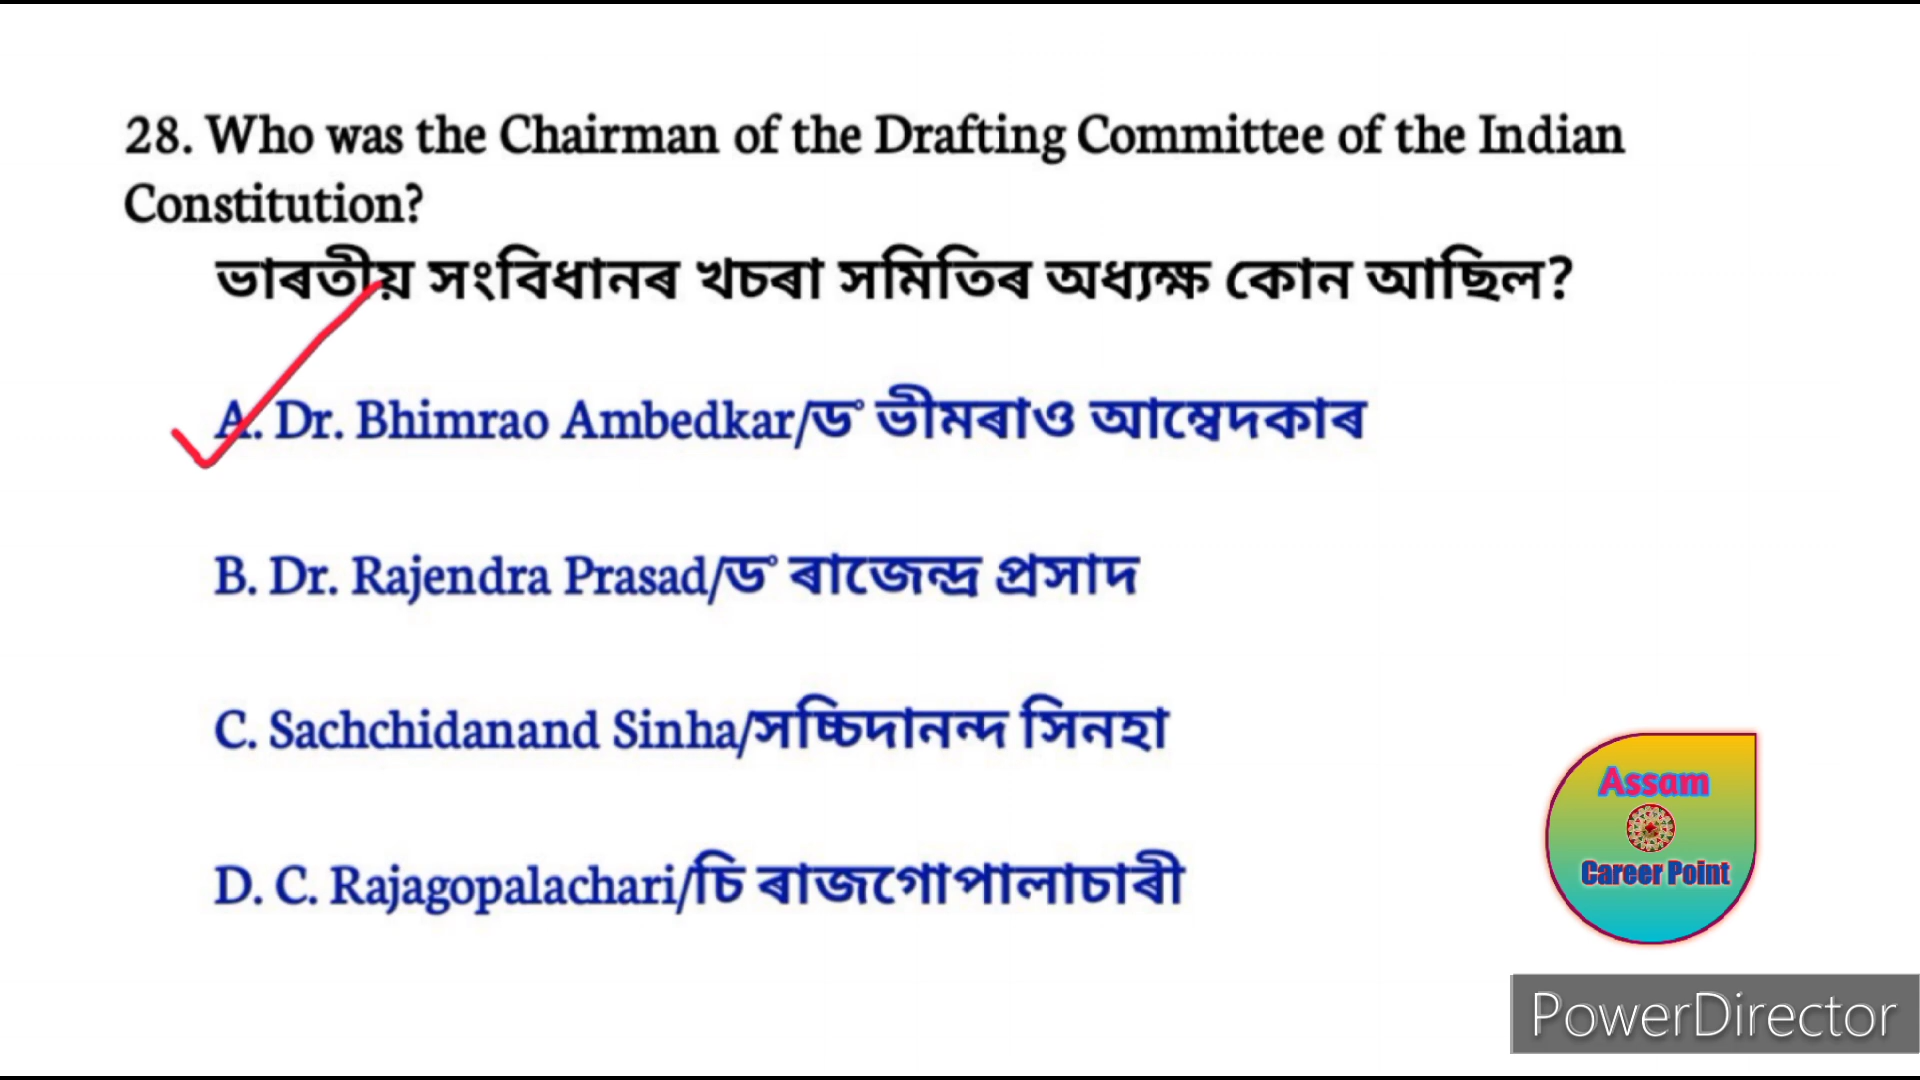 28. Who was the Chairman of the Drafting Committee of the Indian
Constitution?
ভাৰতীয় সংবিধানৰ খচৰা সমিতিৰ অধ্যক্ষ কোন আছিল?
A. Dr. Bhimrao Ambedkar/ড° ভীমৰাও আম্বেদকাৰ
B. Dr. Rajendra Prasad/ড° ৰাজেন্দ্ৰ প্ৰসাদ
C. Sachchidanand Sinha/সচ্চিদানন্দ সিনহা
D. C. Rajagopalachari/চি ৰাজগোপালাচাৰী
Assam
Career Point
PowerDirector